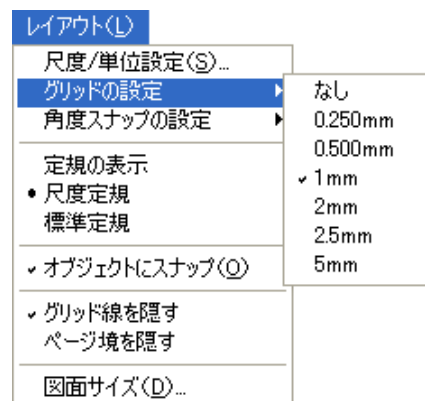 レイアウト(L)
尺度/単位設定(S)...
グリッドの設定
角度スナップの設定
定規の表示
尺度定規
標準定規
オブジェクトにスナップ(O)
グリッド線を隠す
ページ境を隠す
図面サイズ(D)...
なし
0.250mm
0.500mm
1mm
2mm
2.5mm
5mm